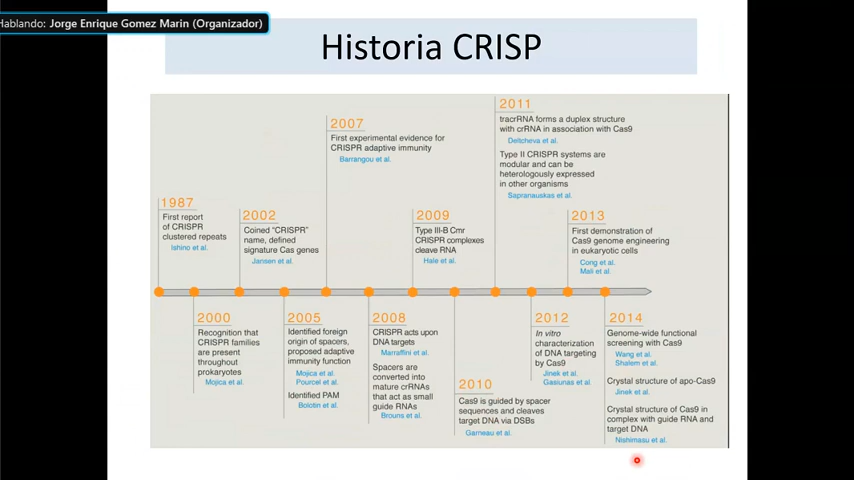 Hablando: Jorge Enrique Gomez Marin (Organizador)
Historia CRISP
1987
First report
of CRISPR
clustered repeats
Ishino et al.
2002
Coined “CRISPR”
name, defined
signature Cas genes
Jansen et al.
2007
First experimental evidence for
CRISPR adaptive immunity
Barrangou et al.
2009
Type III-B Cmr
CRISPR complexes
cleave RNA
Hale et al.
2011
tracrRNA forms a duplex structure
with crRNA in association with Cas9
Deltcheva et al.
Type II CRISPR systems are
modular and can be
heterologously expressed
in other organisms
Sapranauskas et al.
2013
First demonstration of
Cas9 genome engineering
in eukaryotic cells
Cong et al.
Mali et al.
2000
Recognition that
CRISPR families
are present
throughout
prokaryotes
Mojica et al.
2005
Identified foreign
origin of spacers,
proposed adaptive
immunity function
Mojica et al.
Pourcel et al.
Identified PAM
Bolotin et al.
2008
CRISPR acts upon
DNA targets
Marraffini et al.
Spacers are
converted into
mature crRNAs
that act as small
guide RNAs
Brouns et al.
2010
Cas9 is guided by spacer
sequences and cleaves
target DNA via DSBs
Garneau et al.
2012
In vitro
characterization
of DNA targeting
by Cas9
Jinek et al.
Gasiunas et al.
2014
Genome-wide functional
screening with Cas9
Wang et al.
Shalem et al.
Crystal structure of apo-Cas9
Jinek et al.
Crystal structure of Cas9 in
complex with guide RNA and
target DNA
Nishimasu et al.